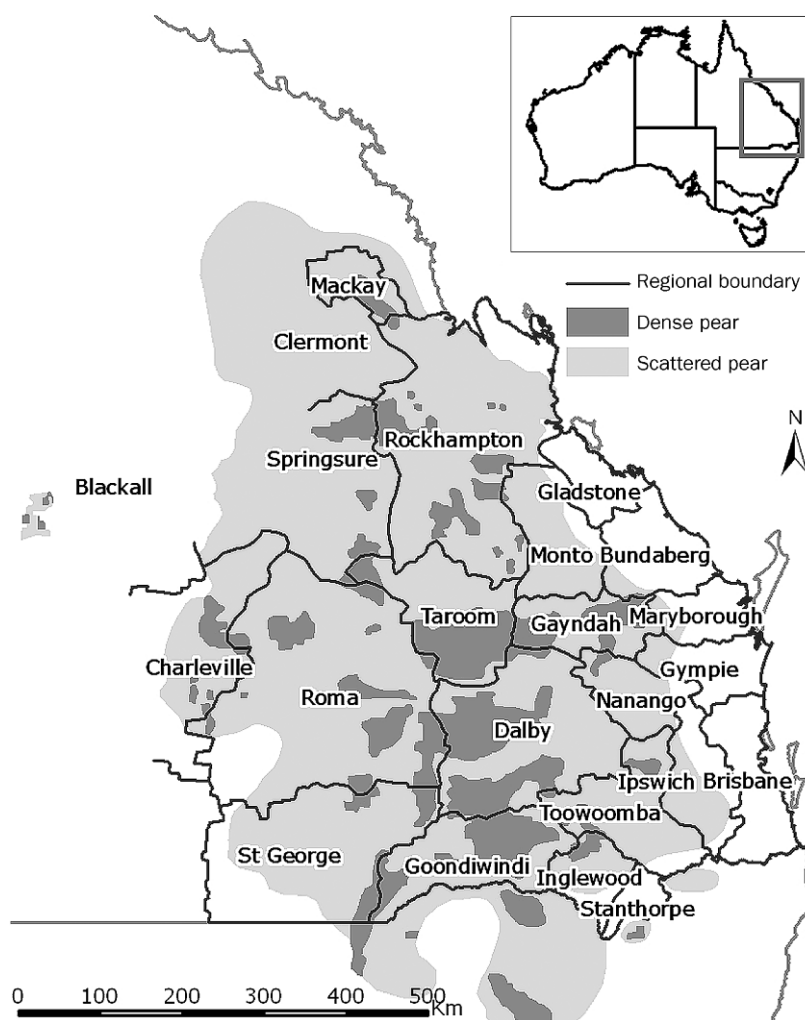 Regional boundary
Dense pear
Scattered pear
N
Mackay
Clermont
Rockhampton
Springsure
Blackall
Gladstone
Monto Bundaberg
Taroom
Gayndah
Maryborough
Charleville
Gympie
Roma
Nanango
Dalby
Ipswich
Brisbane
Toowoomba
St George
Goondiwindi
Inglewood
Stanthorpe
0 100 200 300 400 500 Km